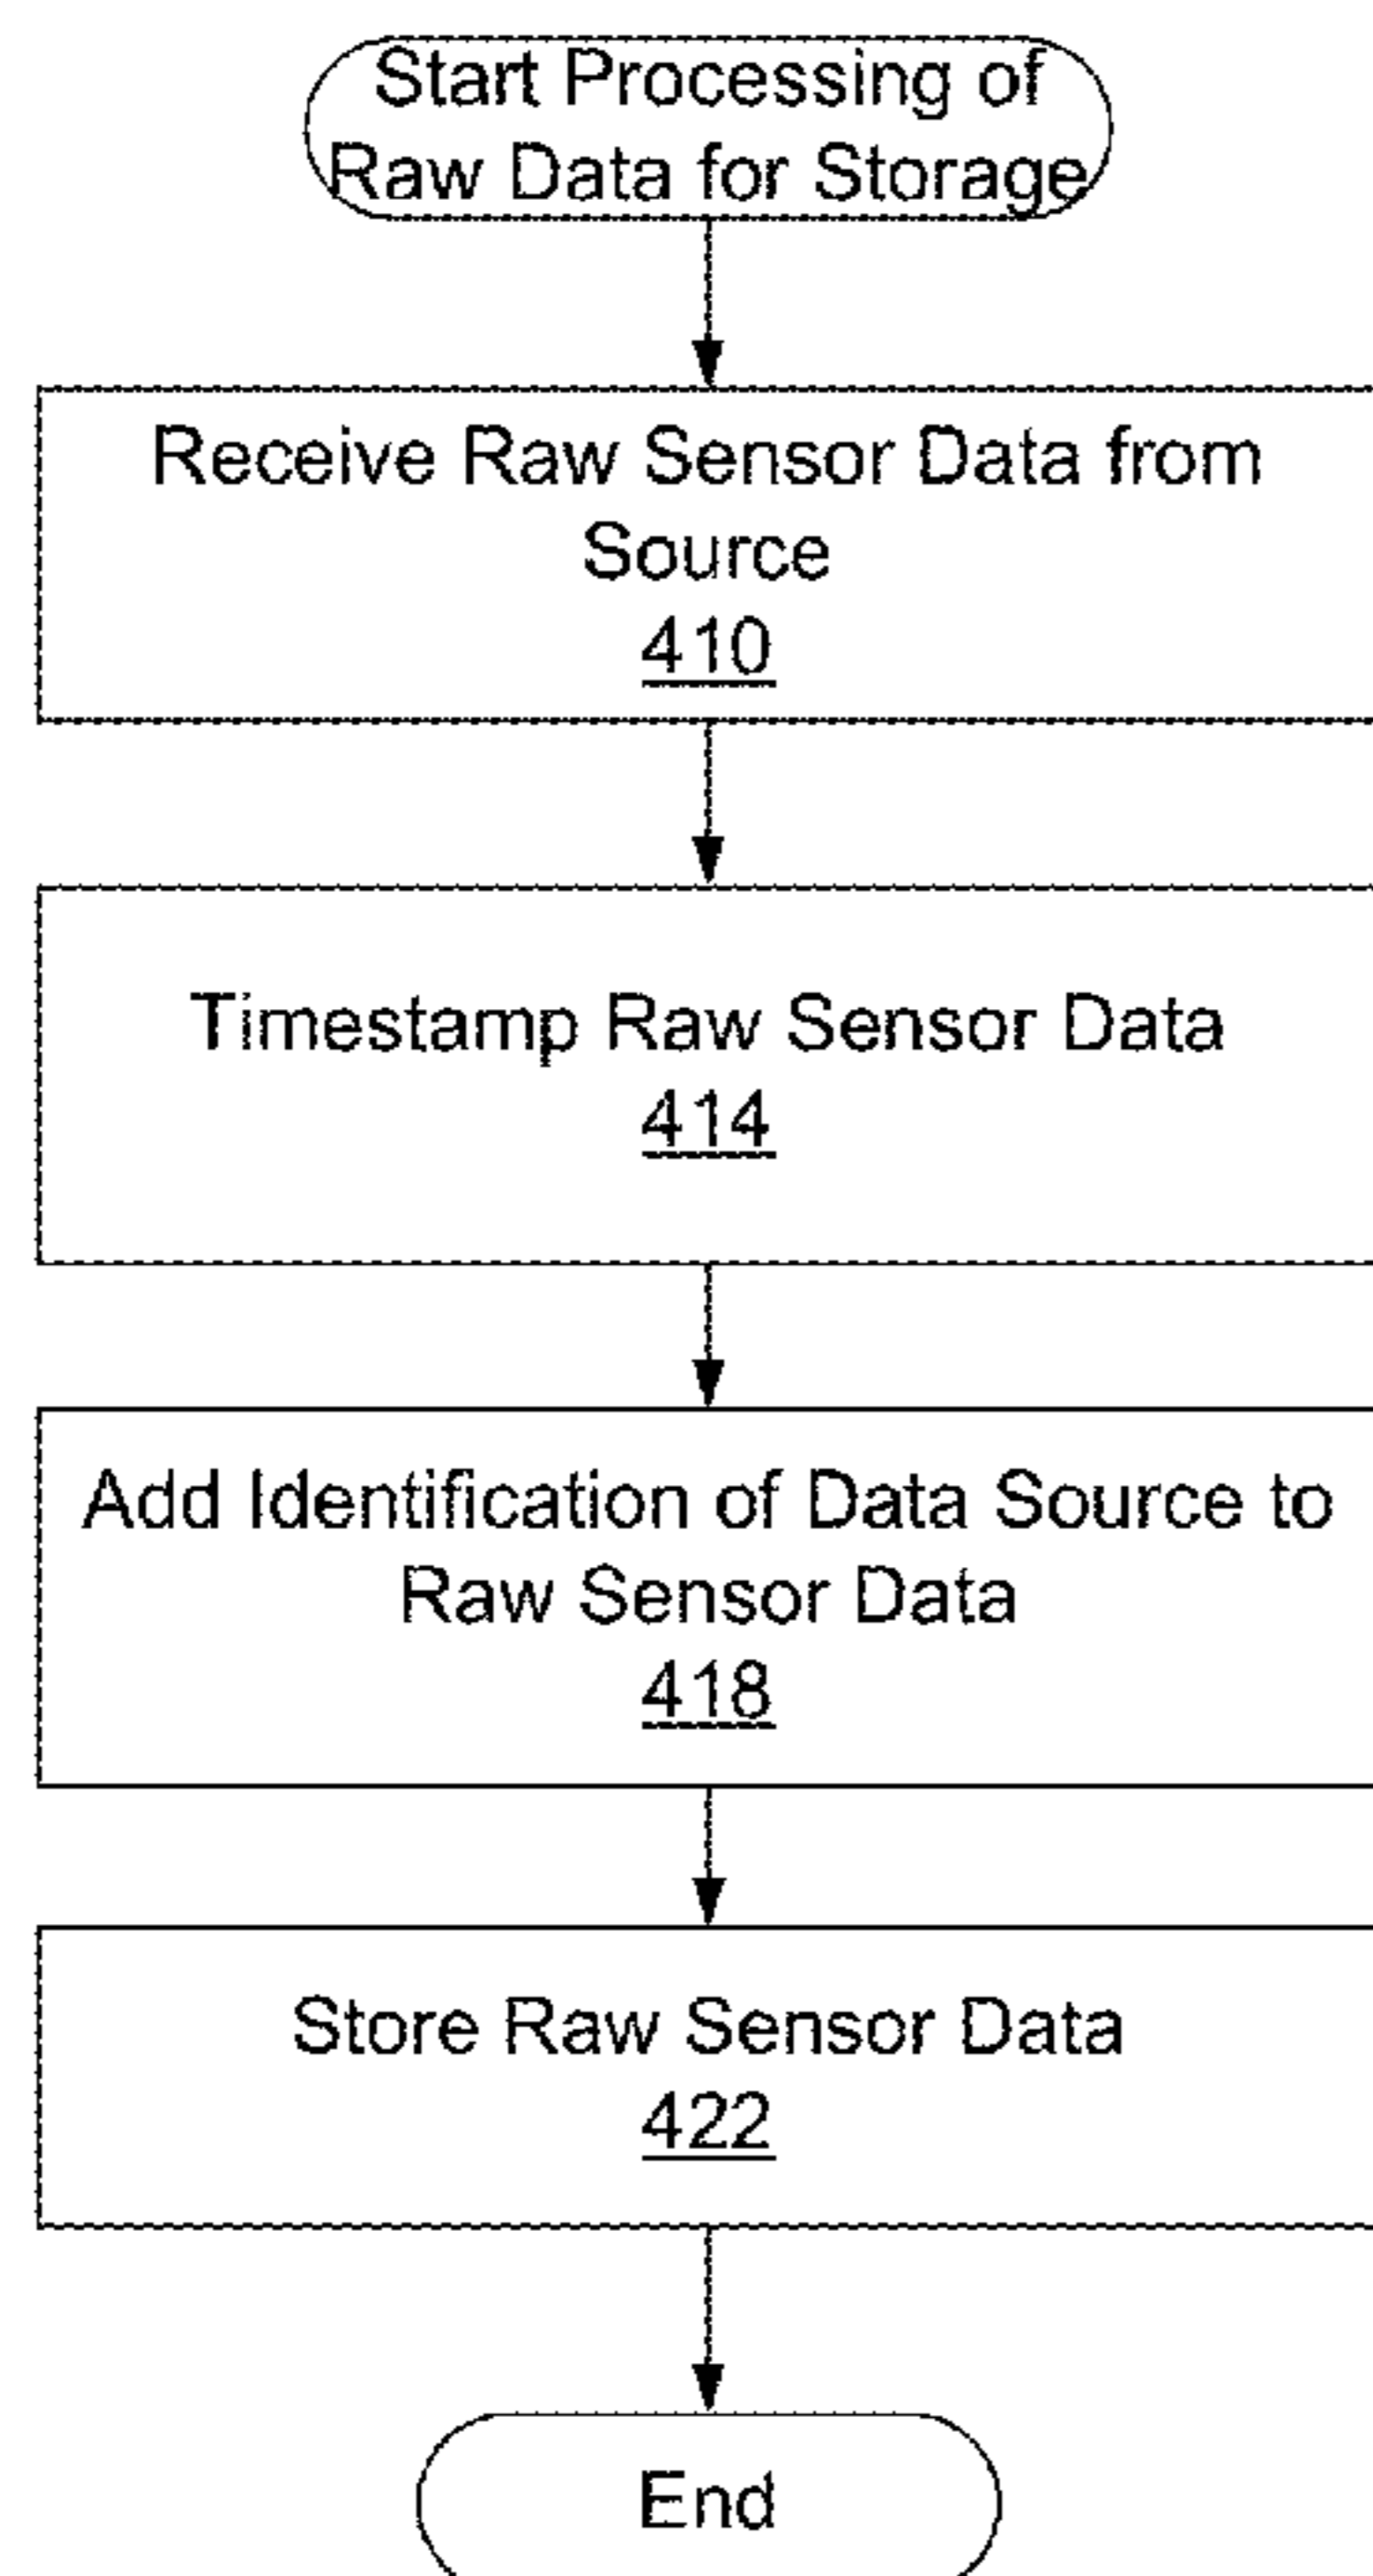 Start Processing of
Raw Data for Storage
Receive Raw Sensor Data from
Source
410
Timestamp Raw Sensor Data
414
Add Identification of Data Source to
Raw Sensor Data
418
Store Raw Sensor Data
422
End